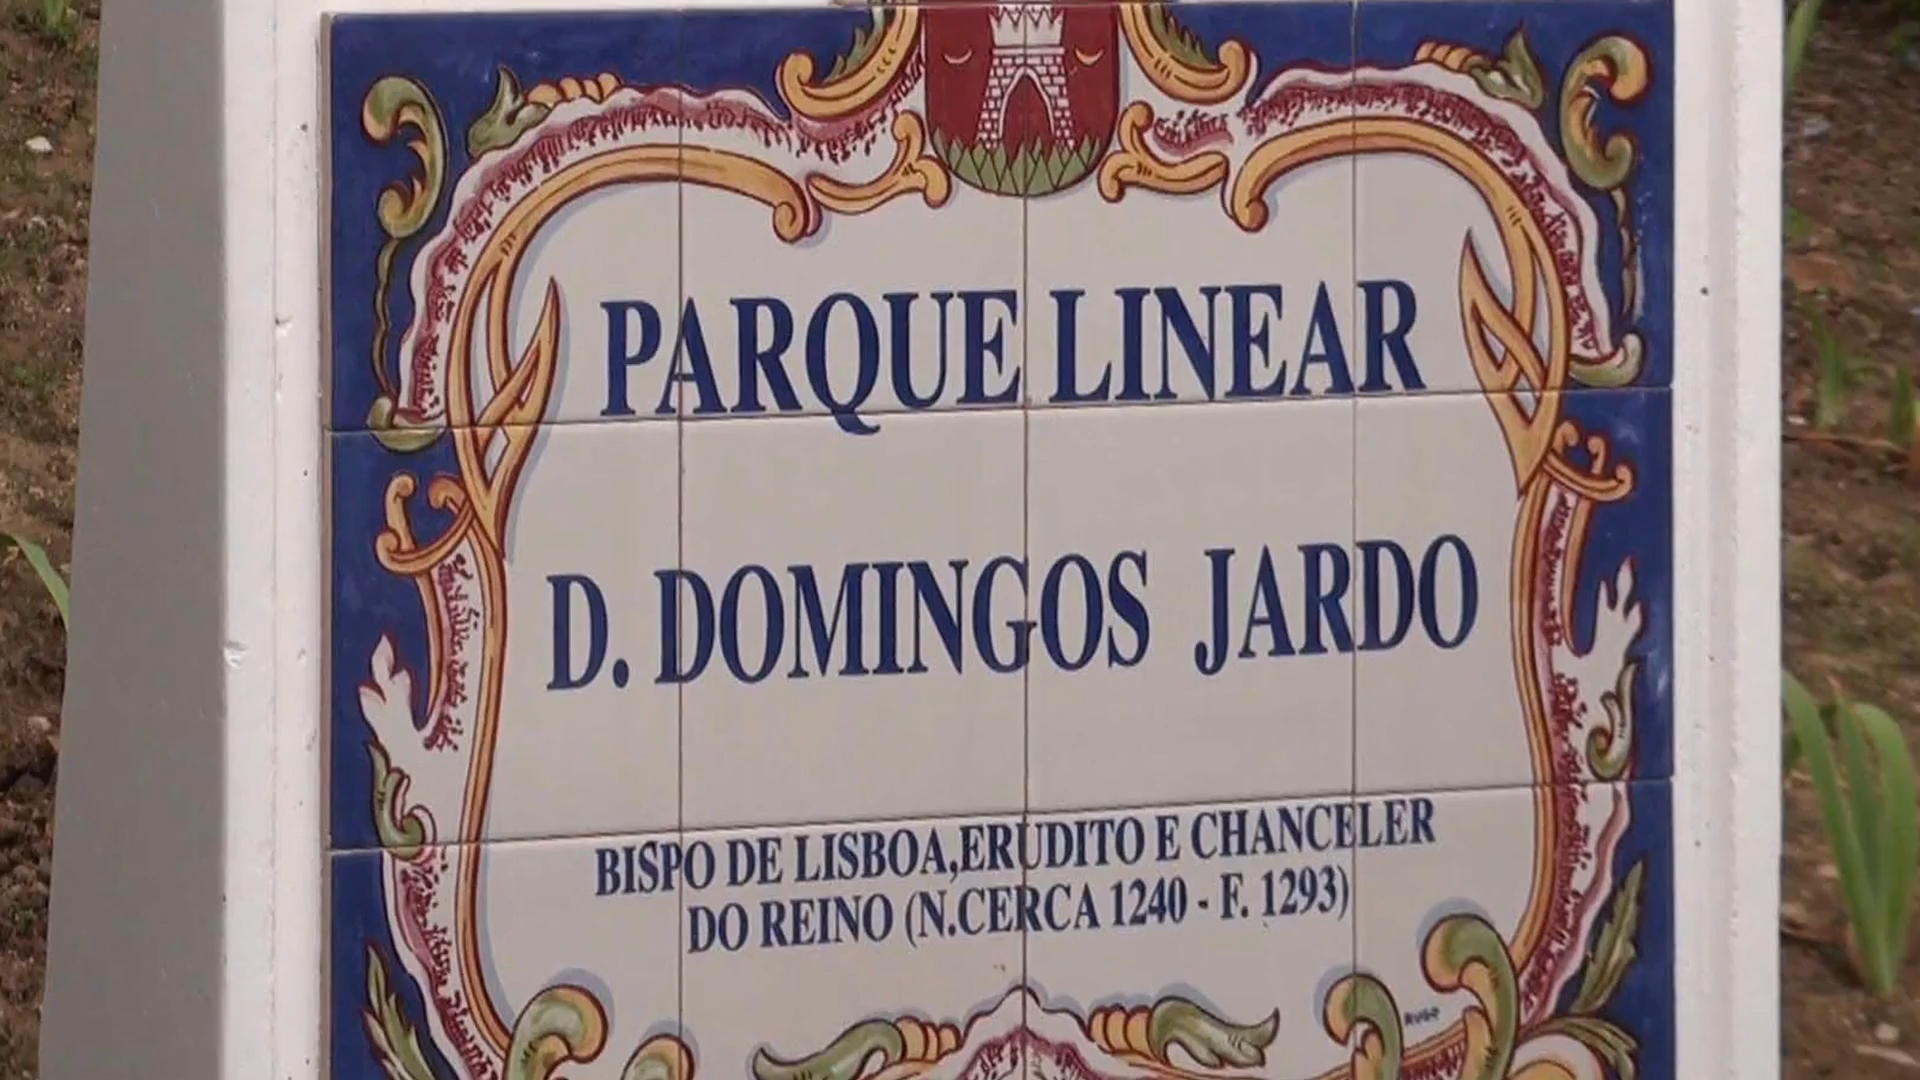 PARQUE LINEAR
D. DOMINGOS JARDO
BISPO DE LISBOA,ERUDITO E CHANCELER
DO REINO (N.CERCA 1240 - F. 1293)